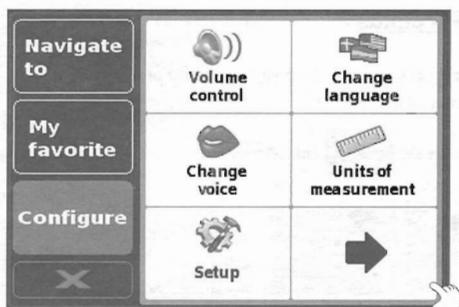 Navigate
to
My
favorite
Configure
Volume
control
Change
language
Change
voice
Units of
measurement
Setup